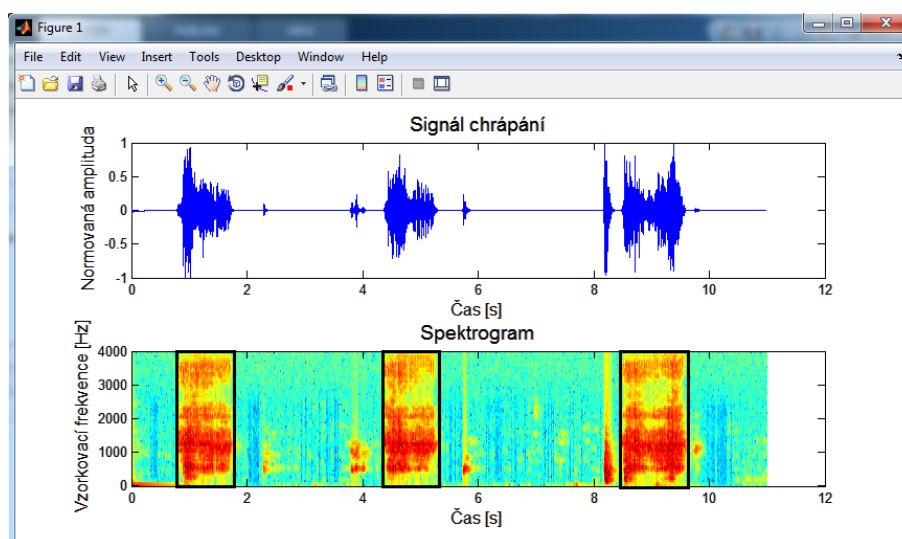 Figure 1
File Edit View Insert Tools Desktop Window Help
Signál chrápání
Normovaná amplituda
1
0.5
0
-0.5
-1
0 2 4 6 8 10 12
Čas [s]
Spektrogram
Vzorkovací frekvence [Hz]
4000
3000
2000
1000
0
0 2 4 6 8 10 12
Čas [s]